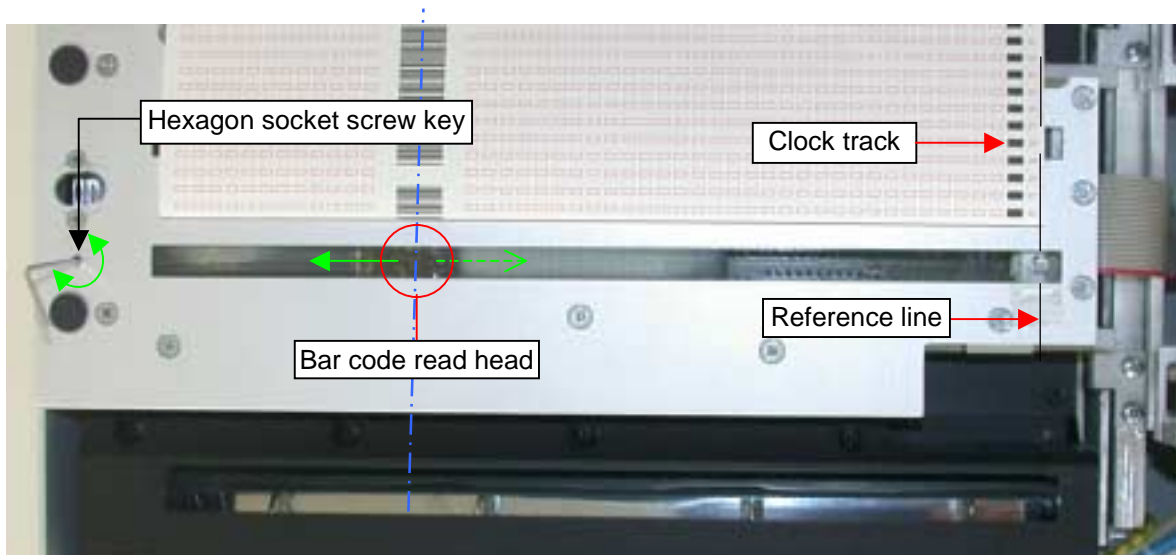 Hexagon socket screw key
Clock track
Reference line
Bar code read head